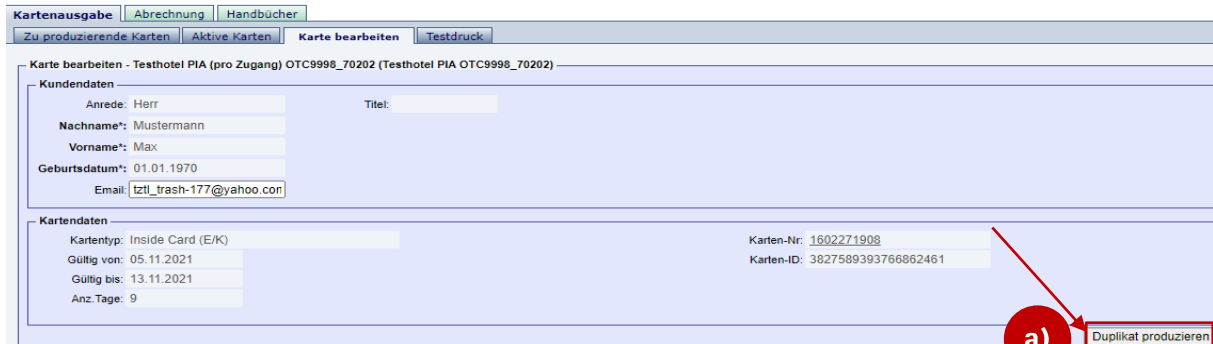 Kartenausgabe Abrechnung Handbücher
Zu produzierende Karten Aktive Karten Karte bearbeiten Testdruck
Karte bearbeiten - Testhotel PIA (pro Zugang) OTC9998_70202 (Testhotel PIA OTC9998_70202)
Kundendaten
Anrede: Herr Titel:
Nachname*: Mustermann
Vorname*: Max
Geburtsdatum*: 01.01.1970
Email: tztl_trash-177@yahoo.con
Kartendaten
Kartentyp: Inside Card (E/K) Karten-Nr: 1602271908
Gültig von: 05.11.2021 Karten-ID: 3827589393766862461
Gültig bis: 13.11.2021
Anz.Tage: 9
a) Duplikat produzieren